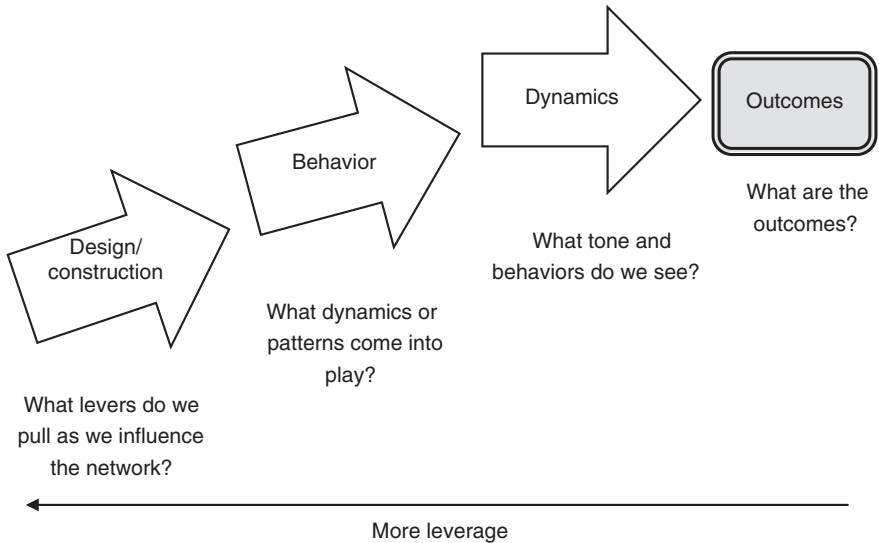 Design/
construction
What levers do we
pull as we influence
the network?
Behavior
What dynamics or
patterns come into
play?
Dynamics
What tone and
behaviors do we see?
Outcomes
What are the
outcomes?
More leverage